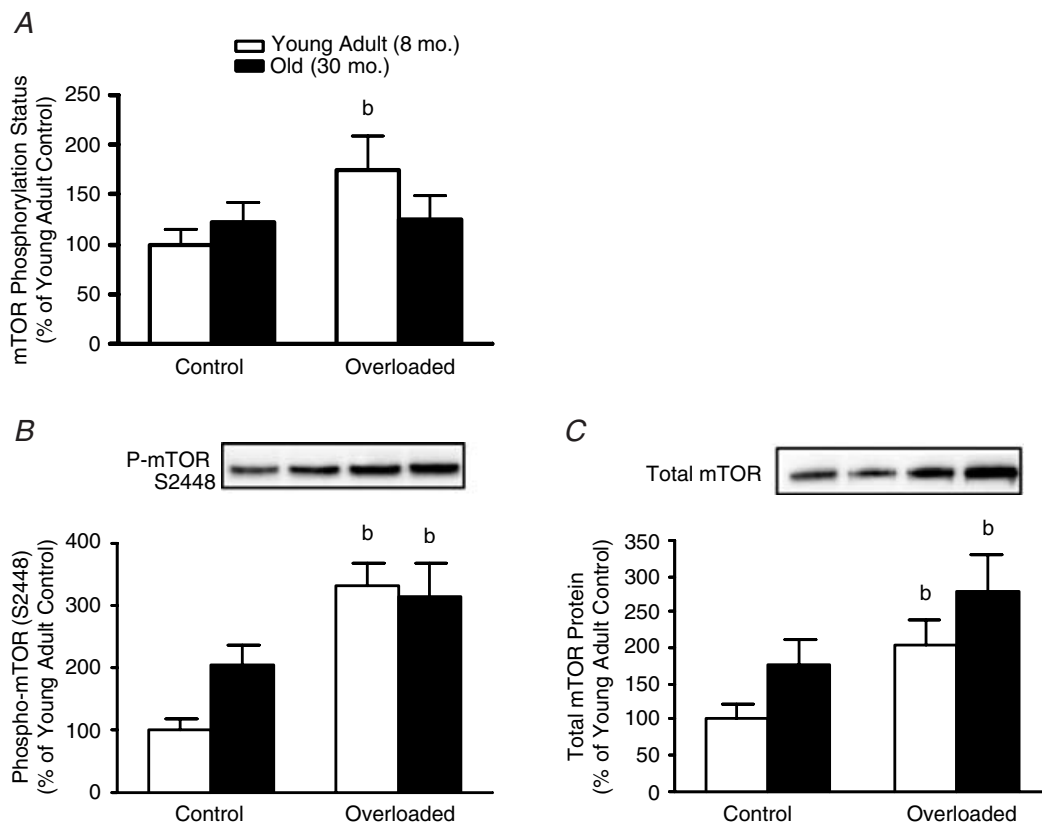 A
Young Adult (8 mo.)
Old (30 mo.)
mTOR Phosphorylation Status
(% of Young Adult Control)
250
200
150
100
50
0
b
Control
Overloaded
B
P-mTOR
S2448
Phospho-mTOR (S2448)
(% of Young Adult Control)
400
300
200
100
0
b
b
Control
Overloaded
C
Total mTOR
Total mTOR Protein
(% of Young Adult Control)
350
300
250
200
150
100
50
0
b
b
Control
Overloaded